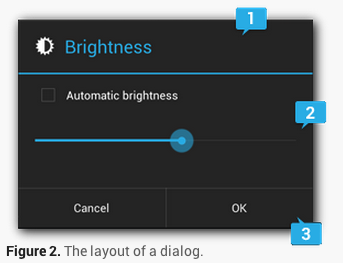 1
Brightness
Automatic brightness
2
Cancel OK
3
Figure 2. The layout of a dialog.